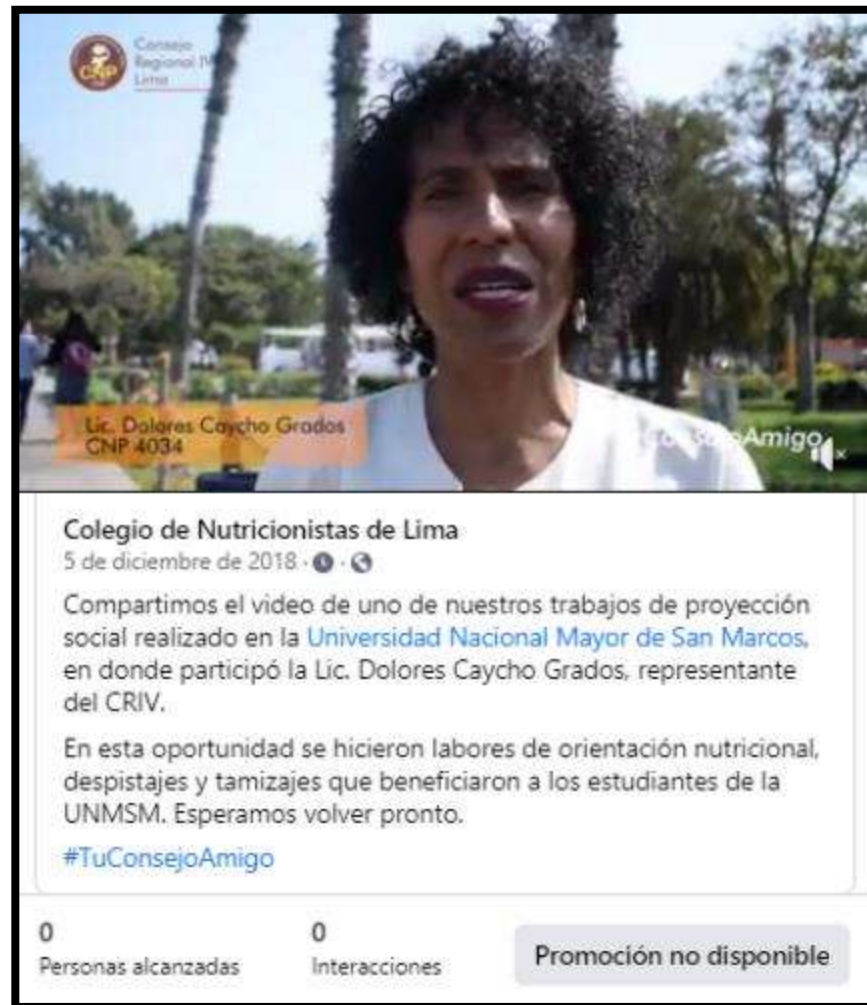 CNP
Consejo
Regional IV
Lima
Lic. Dolores Caycho Grados
CNP 4034
ConsejoAmigo
Colegio de Nutricionistas de Lima
5 de diciembre de 2018
Compartimos el video de uno de nuestros trabajos de proyección
social realizado en la Universidad Nacional Mayor de San Marcos,
en donde participó la Lic. Dolores Caycho Grados, representante
del CRIV.
En esta oportunidad se hicieron labores de orientación nutricional,
despistajes y tamizajes que beneficiaron a los estudiantes de la
UNMSM. Esperamos volver pronto.
#TuConsejoAmigo
0
Personas alcanzadas
0
Interacciones
Promoción no disponible